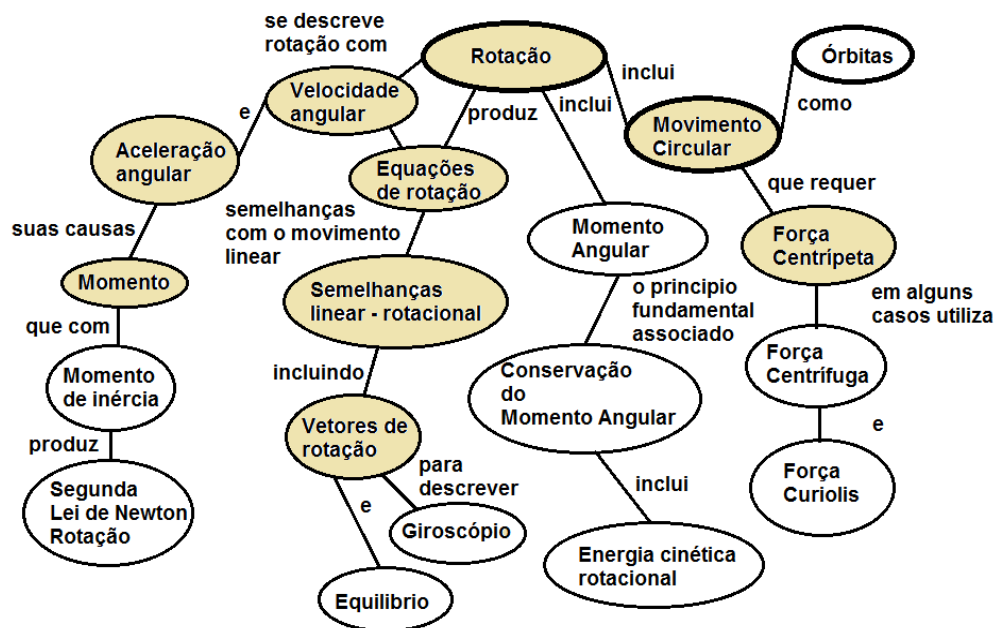 se descreve
rotação com
Rotação
inclui
Órbitas
como
Velocidade
angular
e
produz
inclui
Movimento
Circular
Aceleração
angular
Equações
de rotação
que requer
suas causas
semelhanças
com o movimento
linear
Momento
Angular
Força
Centrípeta
Momento
Semelhanças
linear - rotacional
o principio
fundamental
associado
em alguns
casos utiliza
que com
Momento
de inércia
incluindo
Conservação
do
Momento Angular
Força
Centrífuga
produz
Vetores de
rotação
e
para
descrever
Segunda
Lei de Newton
Rotação
e
Giroscópio
inclui
Força
Curiolis
Equilibrio
Energia cinética
rotacional